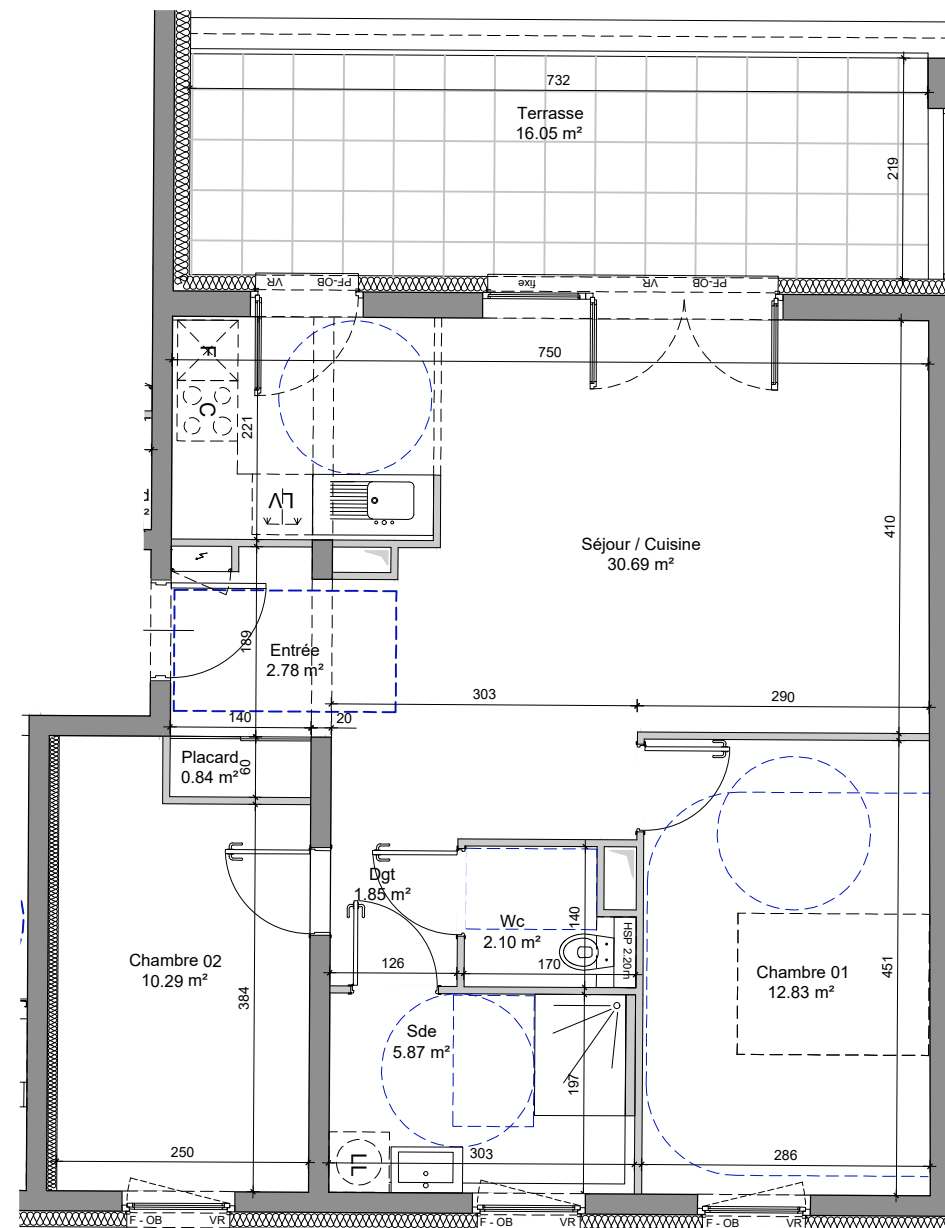 732
Terrasse
16.05 m²
219
VR
PF-OB
fixe
VR
PF-OB
F
750
C
221
LV
410
Séjour / Cuisine
30.69 m²
189
Entrée
2.78 m²
303
290
140
20
Placard
0.84 m²
60
Dgt
1.85 m²
Wc
2.10 m²
140
HSP 2.20m
Chambre 02
10.29 m²
126
170
Chambre 01
12.83 m²
451
384
Sde
5.87 m²
197
LL
250
303
286
F - OB
VR
F - OB
VR
F - OB
VR